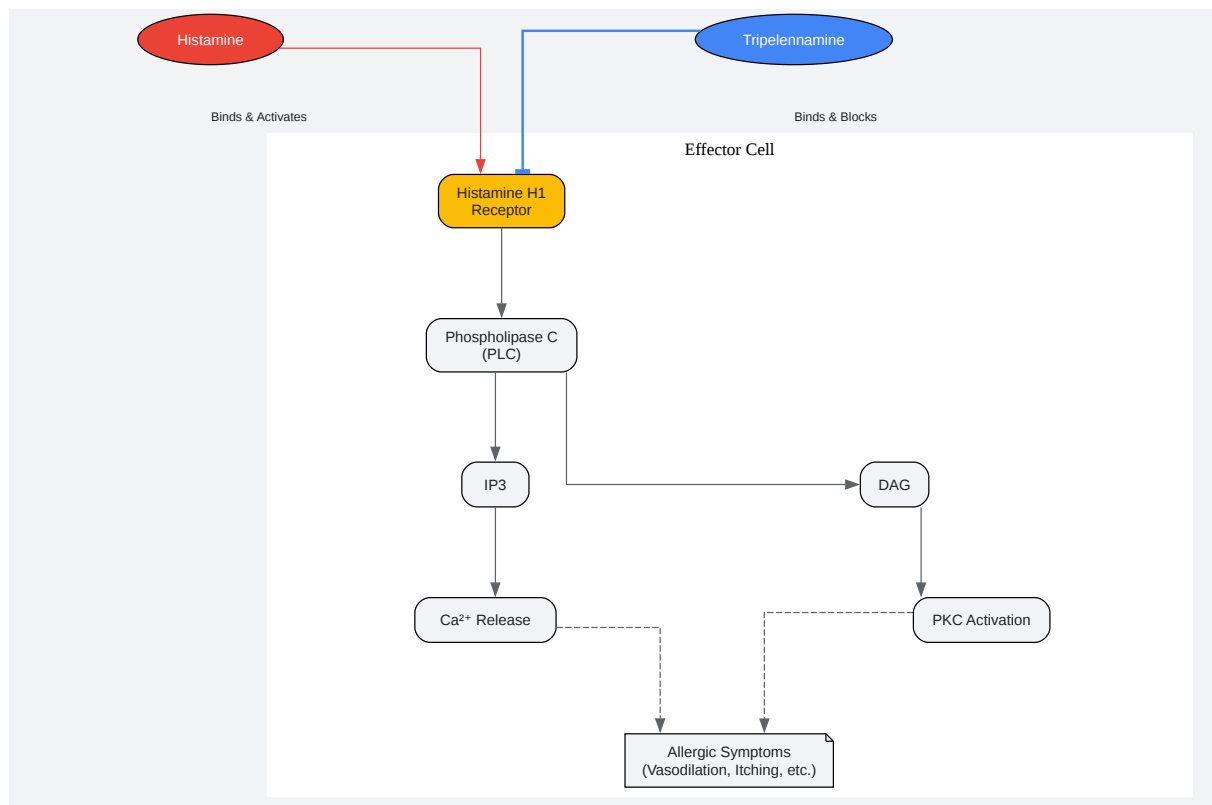 Histamine
Tripelennamine
Binds & Activates
Binds & Blocks
Effector Cell
Histamine H1
Receptor
Phospholipase C
(PLC)
IP3
DAG
Ca²⁺ Release
PKC Activation
Allergic Symptoms
(Vasodilation, Itching, etc.)